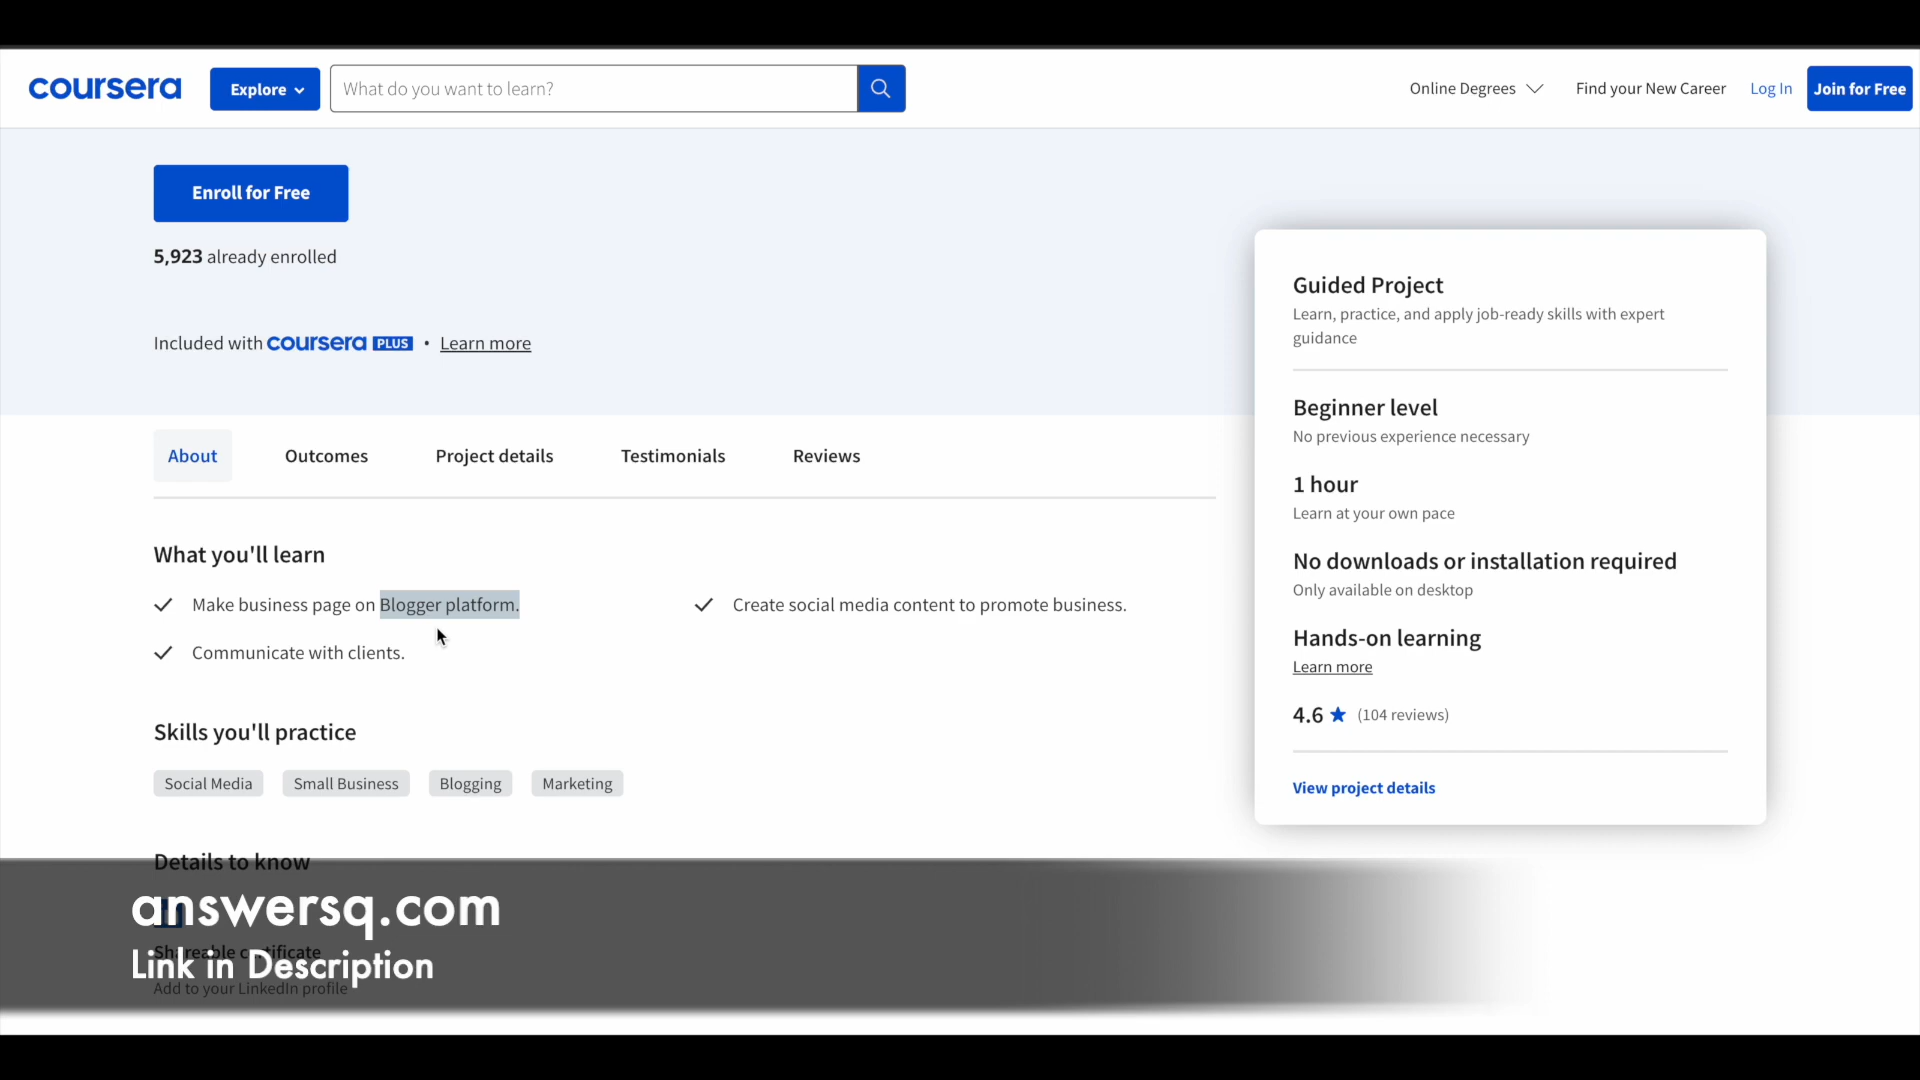 coursera
Explore
What do you want to learn?
Online Degrees
Find your New Career
Log In
Join for Free
Enroll for Free
5,923 already enrolled
Included with coursera PLUS • Learn more
About
Outcomes
Project details
Testimonials
Reviews
What you'll learn
Make business page on Blogger platform.
Create social media content to promote business.
Communicate with clients.
Skills you'll practice
Social Media
Small Business
Blogging
Marketing
Guided Project
Learn, practice, and apply job-ready skills with expert
guidance
Beginner level
No previous experience necessary
1 hour
Learn at your own pace
No downloads or installation required
Only available on desktop
Hands-on learning
Learn more
4.6 ★ (104 reviews)
View project details
Details to know
answersq.com
Shareable certificate
Link in Description
Add to your LinkedIn profile